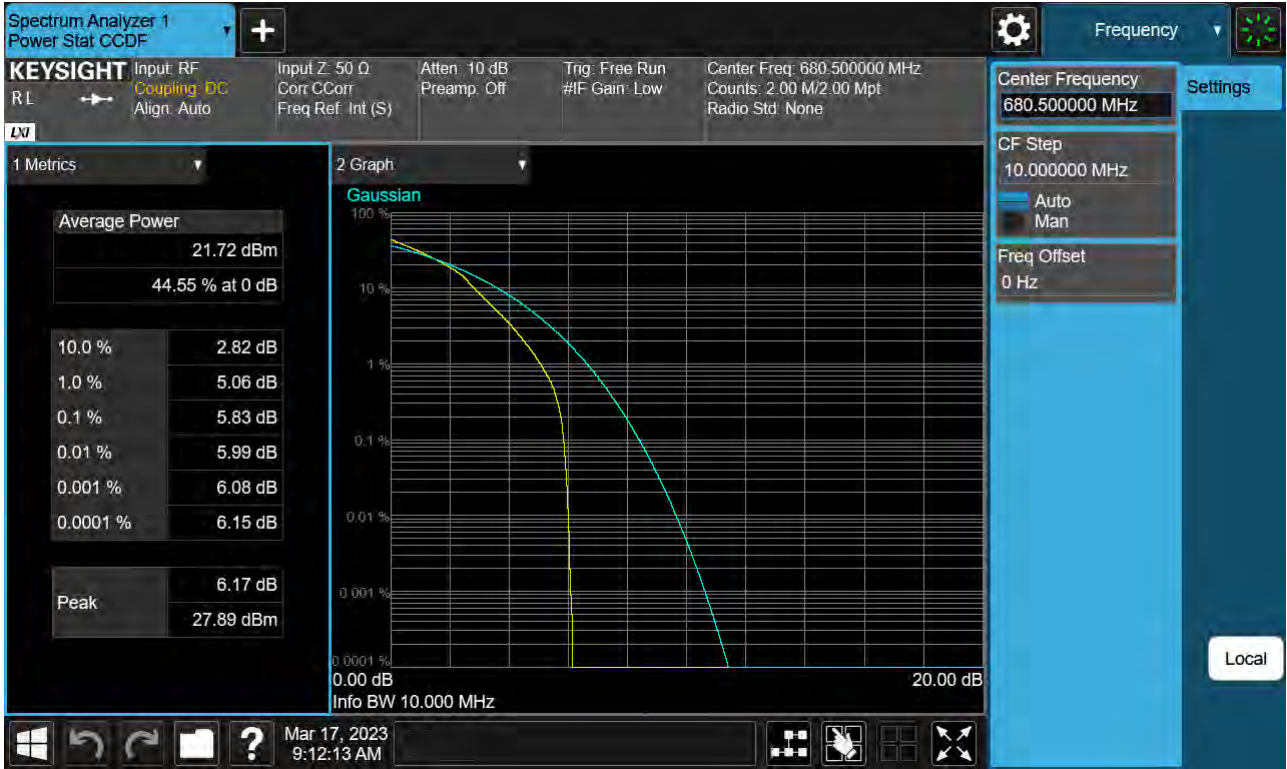 Spectrum Analyzer 1
Power Stat CCDF
+
Frequency
KEYSIGHT
R L
LXI
Input: RF
Coupling: DC
Align: Auto
Input Z: 50 Ω
Corr CCorr
Freq Ref: Int (S)
Atten: 10 dB
Preamp: Off
Trig: Free Run
#IF Gain: Low
Center Freq: 680.500000 MHz
Counts: 2.00 M/2.00 Mpt
Radio Std: None
Center Frequency
680.500000 MHz
Settings
CF Step
10.000000 MHz
Auto
Man
Freq Offset
0 Hz
Local
1 Metrics
Average Power
21.72 dBm
44.55 % at 0 dB
10.0 % 2.82 dB
1.0 % 5.06 dB
0.1 % 5.83 dB
0.01 % 5.99 dB
0.001 % 6.08 dB
0.0001 % 6.15 dB
Peak
6.17 dB
27.89 dBm
2 Graph
Gaussian
100 %
10 %
1 %
0.1 %
0.01 %
0.001 %
0.0001 %
0.00 dB 20.00 dB
Info BW 10.000 MHz
?
Mar 17, 2023
9:12:13 AM